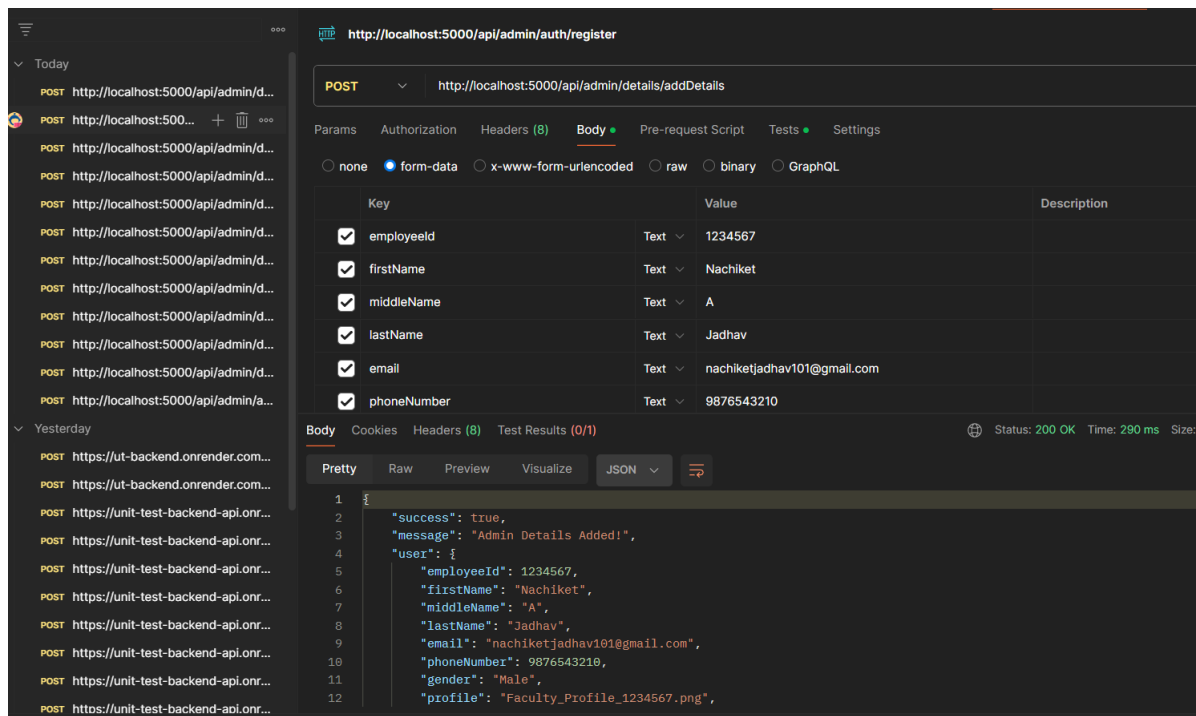 HTTP http://localhost:5000/api/admin/auth/register
Today
POST http://localhost:5000/api/admin/d...
POST http://localhost:500...
POST http://localhost:5000/api/admin/d...
POST http://localhost:5000/api/admin/d...
POST http://localhost:5000/api/admin/d...
POST http://localhost:5000/api/admin/d...
POST http://localhost:5000/api/admin/d...
POST http://localhost:5000/api/admin/d...
POST http://localhost:5000/api/admin/d...
POST http://localhost:5000/api/admin/d...
POST http://localhost:5000/api/admin/d...
POST http://localhost:5000/api/admin/a...
Yesterday
POST https://ut-backend.onrender.com...
POST https://ut-backend.onrender.com...
POST https://unit-test-backend-api.onr...
POST https://unit-test-backend-api.onr...
POST https://unit-test-backend-api.onr...
POST https://unit-test-backend-api.onr...
POST https://unit-test-backend-api.onr...
POST https://unit-test-backend-api.onr...
POST https://unit-test-backend-api.onr...
POST https://unit-test-backend-api.onr...
POST http://localhost:5000/api/admin/details/addDetails
Params Authorization Headers (8) Body Pre-request Script Tests Settings
none form-data x-www-form-urlencoded raw binary GraphQL
Key Value Description
employeeId Text 1234567
firstName Text Nachiket
middleName Text A
lastName Text Jadhav
email Text nachiketjadhav101@gmail.com
phoneNumber Text 9876543210
Body Cookies Headers (8) Test Results (0/1) Status: 200 OK Time: 290 ms Size:
Pretty Raw Preview Visualize JSON
1 {
2 "success": true,
3 "message": "Admin Details Added!",
4 "user": {
5 "employeeId": 1234567,
6 "firstName": "Nachiket",
7 "middleName": "A",
8 "lastName": "Jadhav",
9 "email": "nachiketjadhav101@gmail.com",
10 "phoneNumber": 9876543210,
11 "gender": "Male",
12 "profile": "Faculty_Profile_1234567.png",